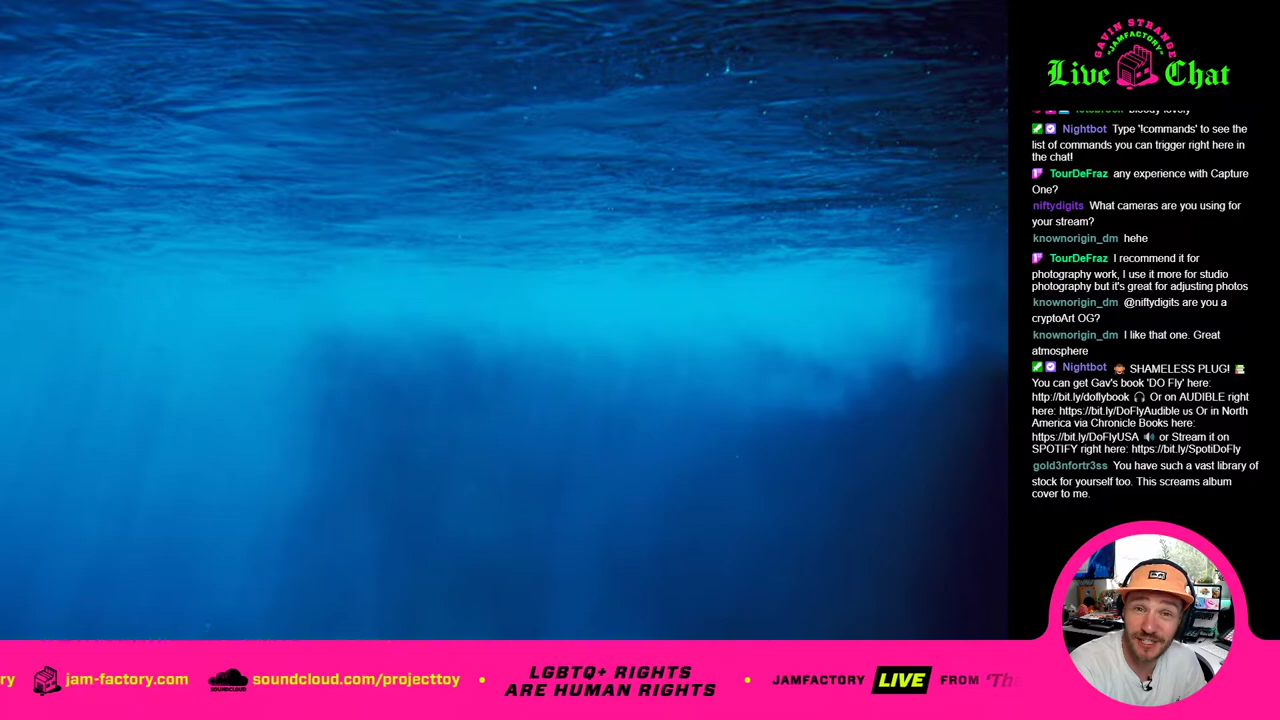 GAVIN STRANGE
"JAMFACTORY"
Live Chat
bloody lovely
Nightbot Type '!commands' to see the
list of commands you can trigger right here in
the chat!
TourDeFraz any experience with Capture
One?
niftydigits What cameras are you using for
your stream?
knownorigin_dm hehe
TourDeFraz I recommend it for
photography work, I use it more for studio
photography but it's great for adjusting photos
knownorigin_dm @niftydigits are you a
cryptoArt OG?
knownorigin_dm I like that one. Great
atmosphere
Nightbot SHAMELESS PLUG!
You can get Gav's book 'DO Fly' here:
http://bit.ly/doflybook Or on AUDIBLE right
here: https://bit.ly/DoFlyAudible us Or in North
America via Chronicle Books here:
https://bit.ly/DoFlyUSA or Stream it on
SPOTIFY right here: https://bit.ly/SpotiDoFly
gold3nfortr3ss You have such a vast library of
stock for yourself too. This screams album
cover to me.
ry jam-factory.com SOUNDCLOUD soundcloud.com/projecttoy • LGBTQ+ RIGHTS
ARE HUMAN RIGHTS • JAMFACTORY LIVE FROM 'Th